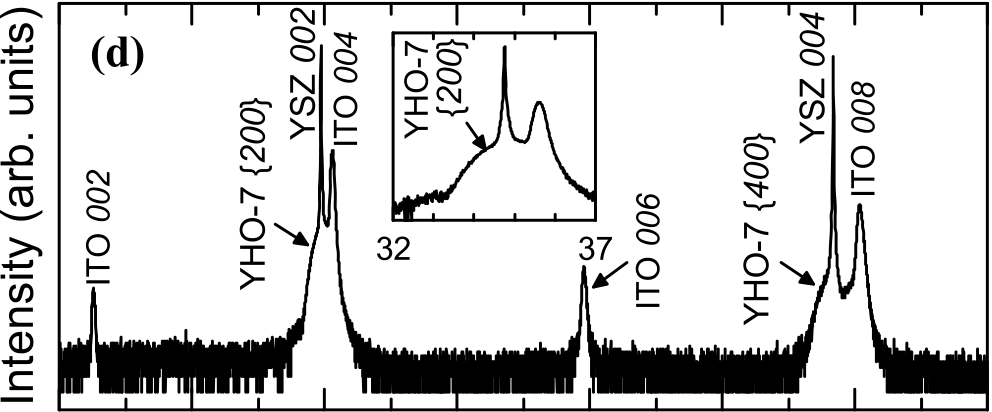 Intensity (arb. units)
(d)
ITO 002
YHO-7 {200}
YSZ 002
ITO 004
YHO-7
{200}
32
37
ITO 006
YHO-7 {400}
YSZ 004
ITO 008